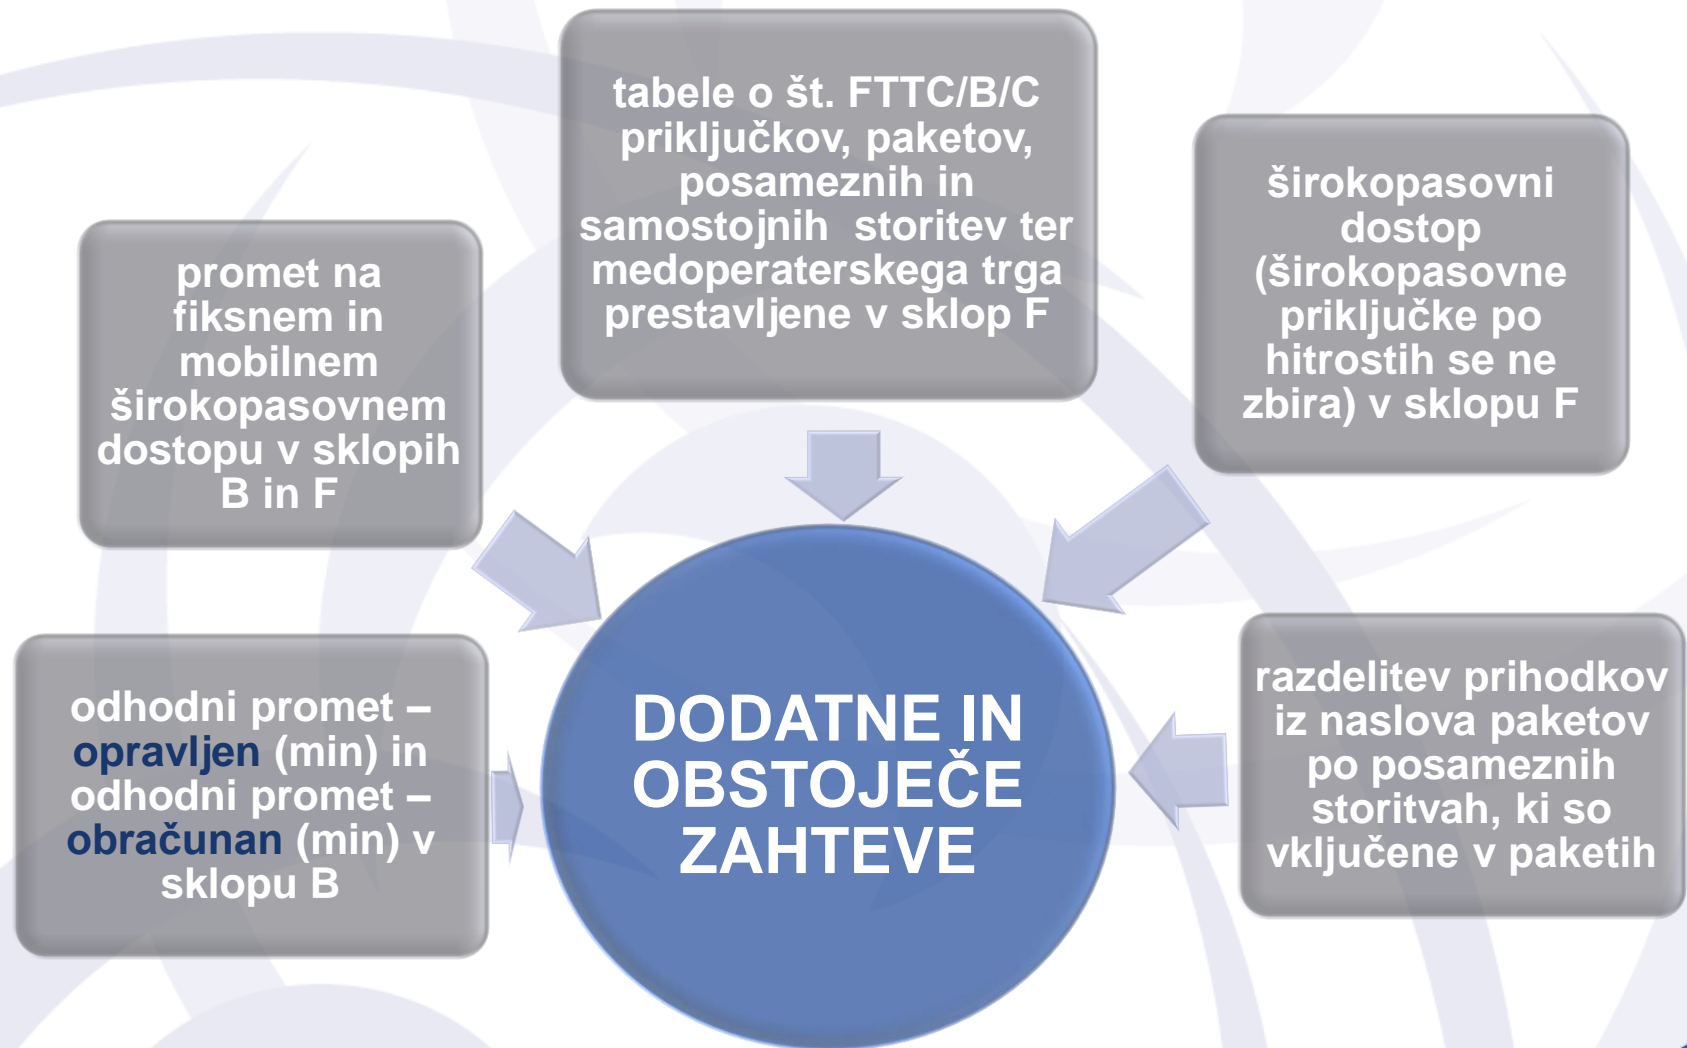 tabele o št. FTTC/B/C
priključkov, paketov,
posameznih in
samostojnih storitev ter
medoperaterskega trga
prestavljene v sklop F
širokopasovni
dostop
(širokopasovne
priključke po
hitrostih se ne
zbira) v sklopu F
promet na
fiksnem in
mobilnem
širokopasovnem
dostopu v sklopih
B in F
odhodni promet –
opravljen (min) in
odhodni promet –
obračunan (min) v
sklopu B
DODATNE IN
OBSTOJEČE
ZAHTEVE
razdelitev prihodkov
iz naslova paketov
po posameznih
storitvah, ki so
vključene v paketih